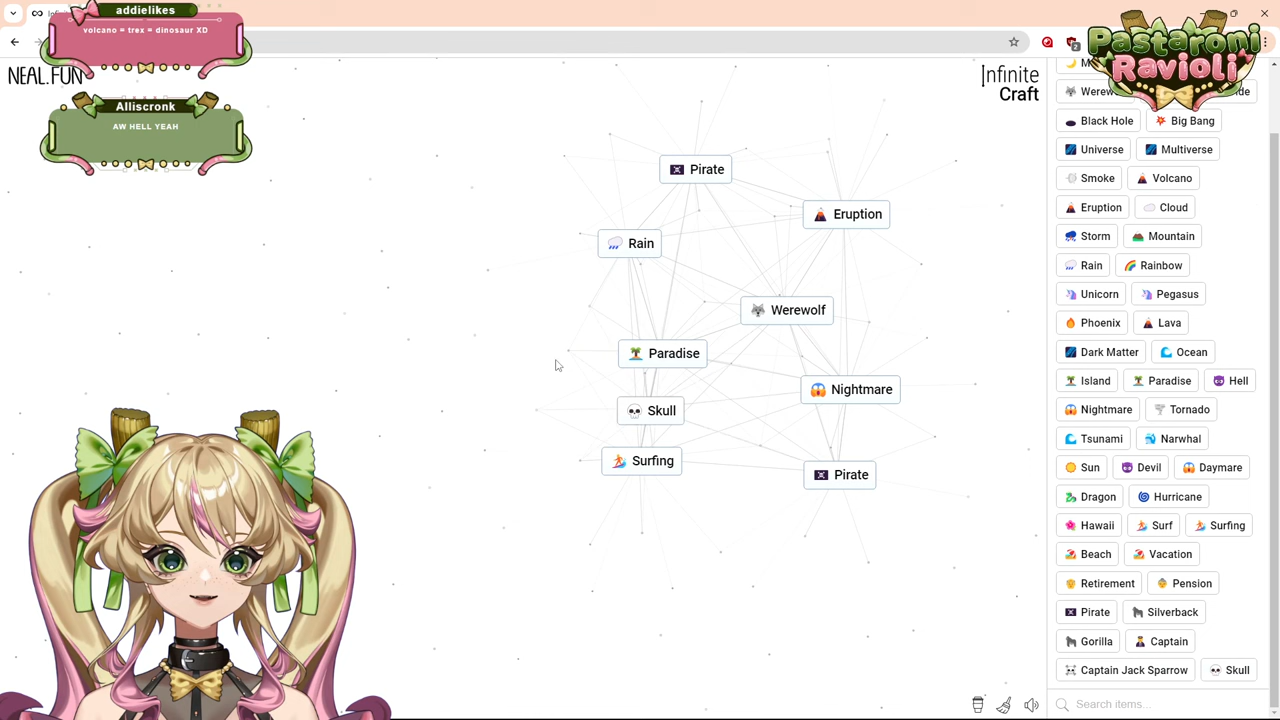 addielikes
volcano = trex = dinosaur XD
NEAL.FUN
Alliscronk
AW HELL YEAH
Infinite
Craft
Pastaroni
Ravioli
Pirate
Eruption
Rain
Werewolf
Paradise
Nightmare
Skull
Surfing
Pirate
Black Hole
Big Bang
Universe
Multiverse
Smoke
Volcano
Eruption
Cloud
Storm
Mountain
Rain
Rainbow
Unicorn
Pegasus
Phoenix
Lava
Dark Matter
Ocean
Island
Paradise
Hell
Nightmare
Tornado
Tsunami
Narwhal
Sun
Devil
Daymare
Dragon
Hurricane
Hawaii
Surf
Surfing
Beach
Vacation
Retirement
Pension
Pirate
Silverback
Gorilla
Captain
Captain Jack Sparrow
Skull
Search items...